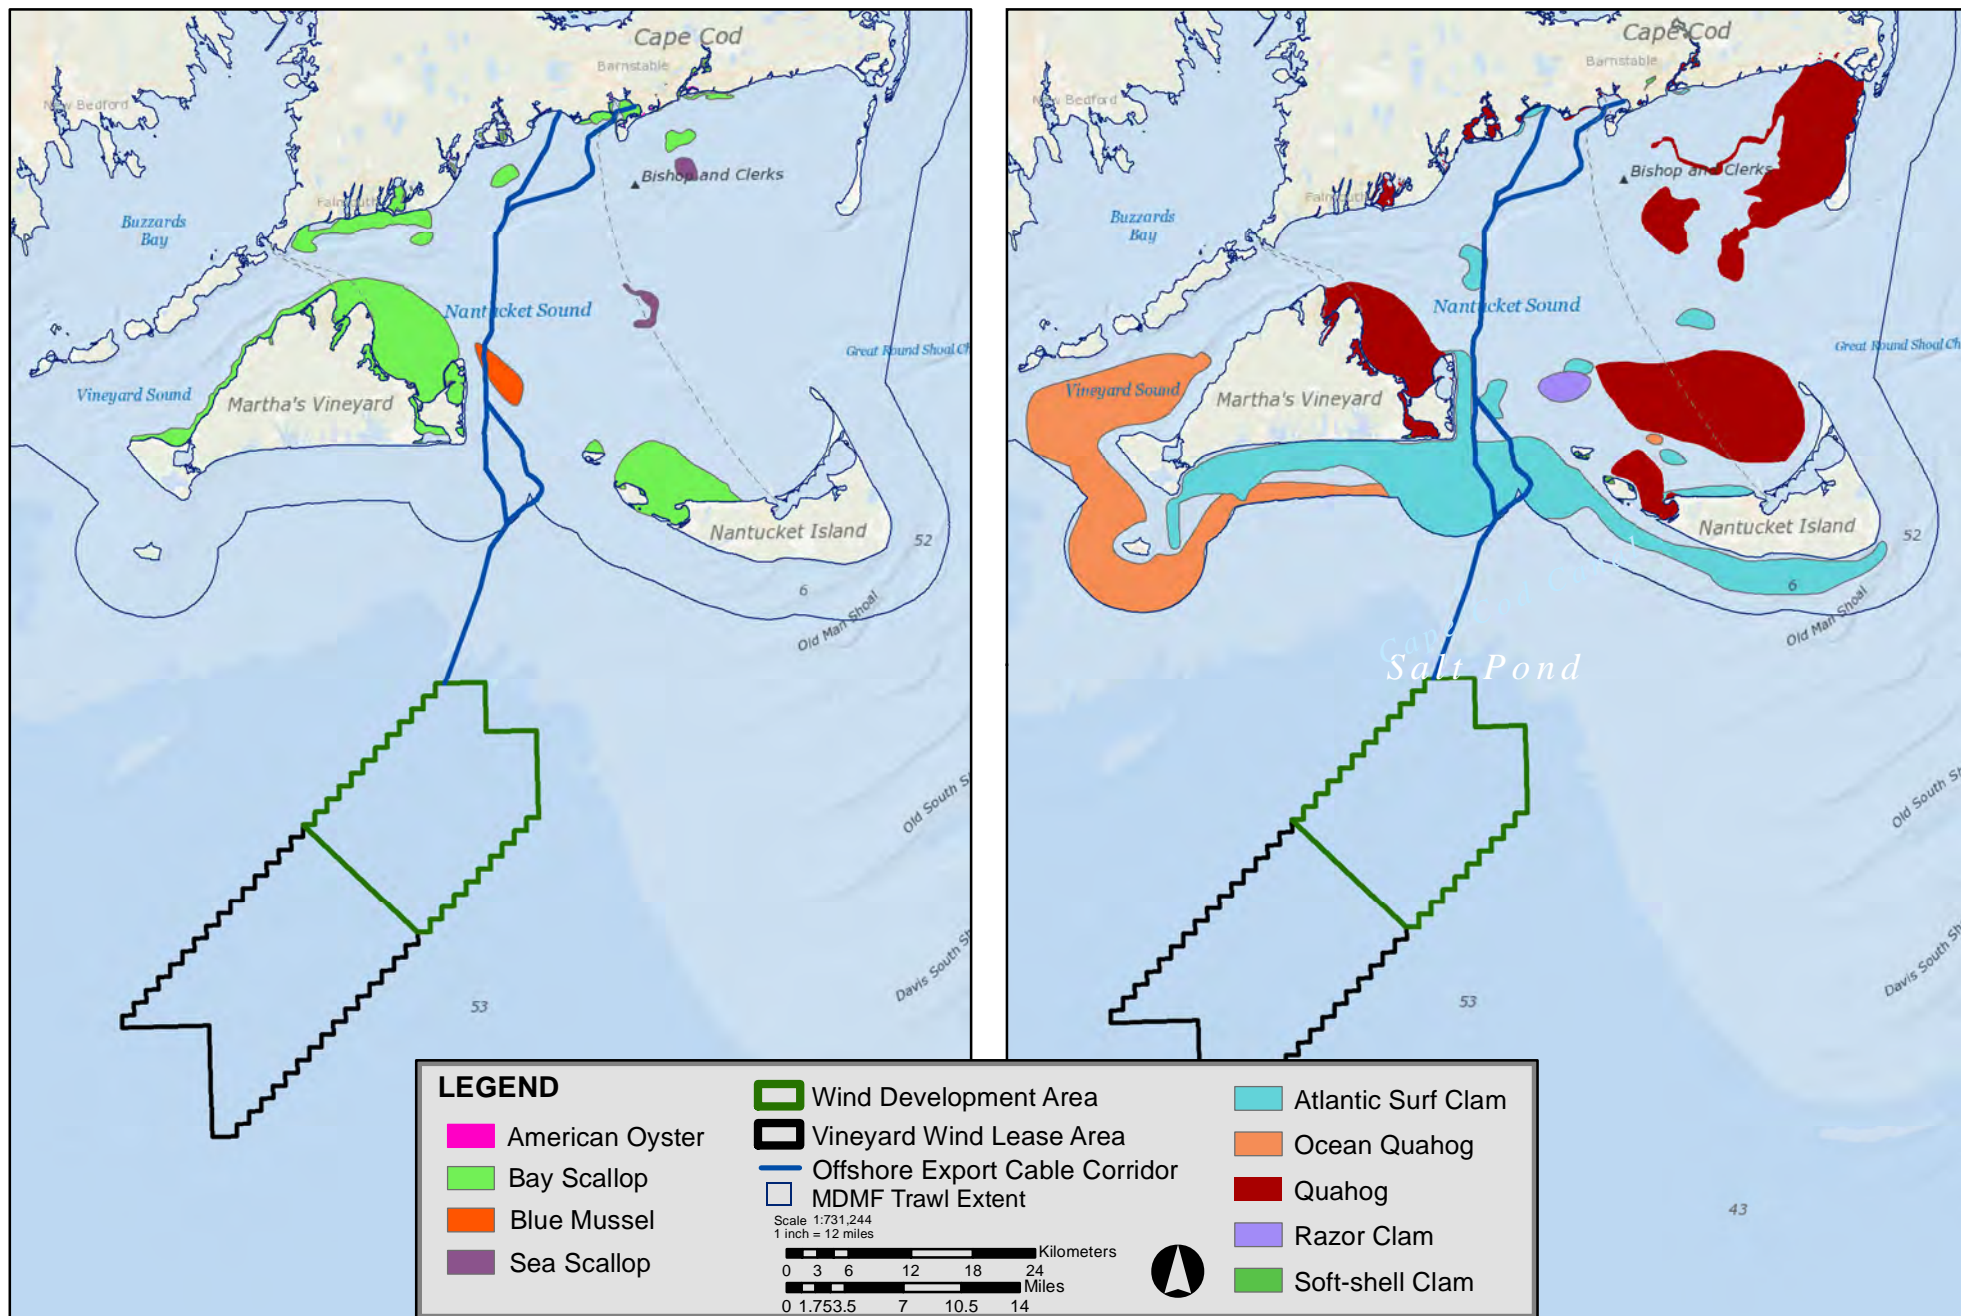 Cape Cod
Barnstable
New Bedford
Bishop and Clerks
Falmouth
Buzzards
Bay
Nantucket Sound
Great Round Shoal Ch
Vineyard Sound
Martha's Vineyard
Nantucket Island
52
6
Old Man Shoal
Old South S
Davis South Sh
53
Cape Cod
Barnstable
New Bedford
Bishop and Clerks
Falmouth
Buzzards
Bay
Nantucket Sound
Great Round Shoal Ch
Vineyard Sound
Martha's Vineyard
Nantucket Island
52
6
Old Man Shoal
Salt Pond
Old South Sh
Davis South Sh
53
43
LEGEND
American Oyster
Bay Scallop
Blue Mussel
Sea Scallop
Wind Development Area
Vineyard Wind Lease Area
Offshore Export Cable Corridor
MDMF Trawl Extent
Scale 1:731,244
1 inch = 12 miles
Kilometers
0 3 6 12 18 24
Miles
0 1.753.5 7 10.5 14
Atlantic Surf Clam
Ocean Quahog
Quahog
Razor Clam
Soft-shell Clam